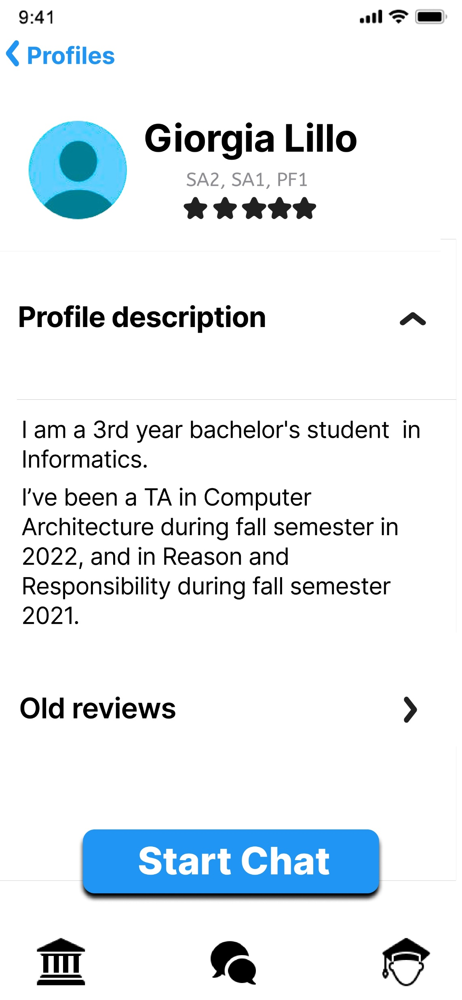 9:41
Profiles
Giorgia Lillo
SA2, SA1, PF1
Profile description
I am a 3rd year bachelor's student  in
Informatics.
I’ve been a TA in Computer
Architecture during fall semester in
2022, and in Reason and
Responsibility during fall semester
2021.
Old reviews
Start Chat